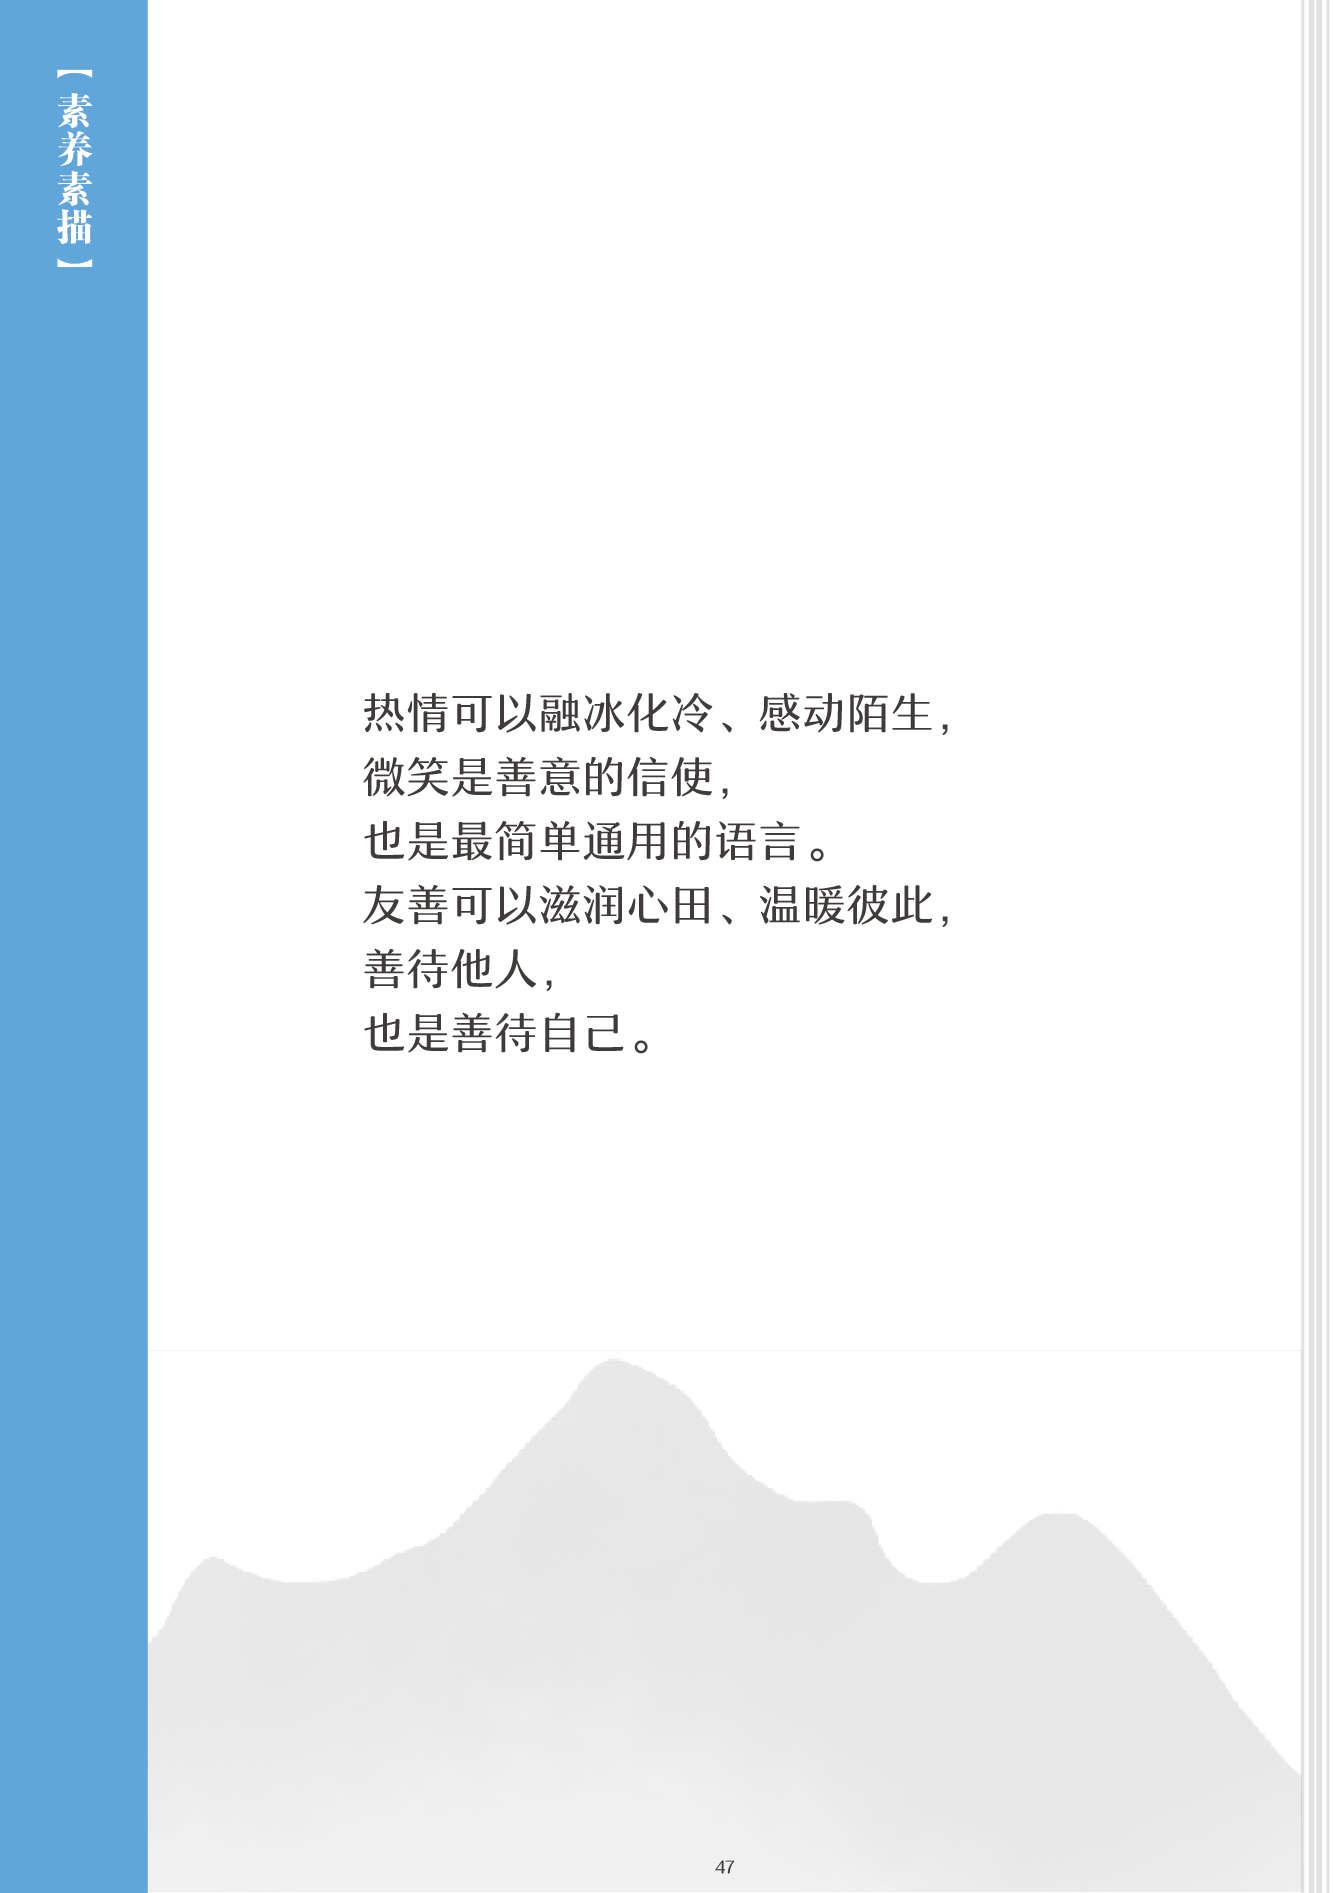 【素养素描】
热情可以融冰化冷、感动陌生，
微笑是善意的信使，
也是最简单通用的语言。
友善可以滋润心田、温暖彼此，
善待他人，
也是善待自己。
47